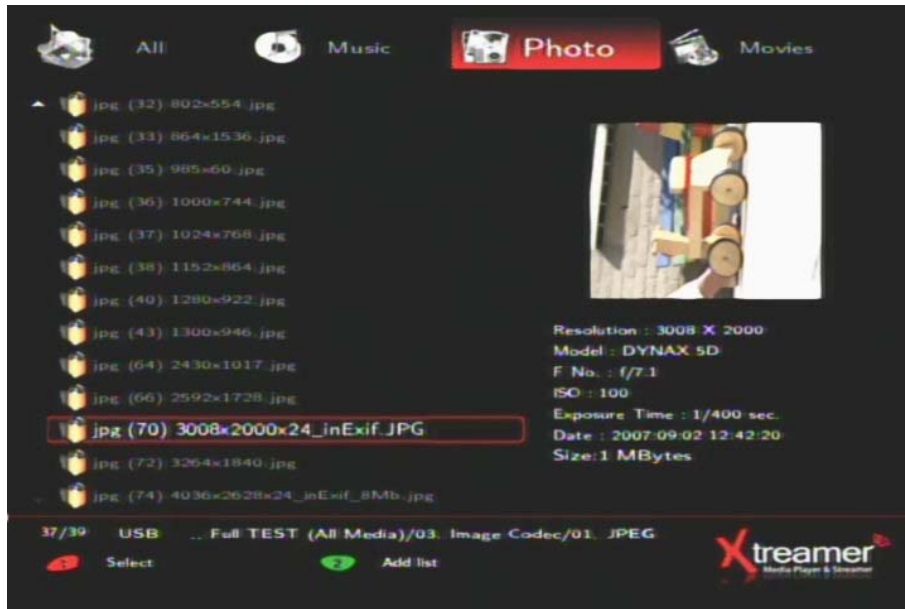 All Music Photo Movies
jpg (32) 802x554.jpg
jpg (33) 864x1536.jpg
jpg (35) 985x60.jpg
jpg (36) 1000x744.jpg
jpg (37) 1024x768.jpg
jpg (38) 1152x864.jpg
jpg (40) 1280x922.jpg
jpg (43) 1300x946.jpg
jpg (64) 2430x1017.jpg
jpg (66) 2592x1728.jpg
jpg (70) 3008x2000x24_inExif.JPG
jpg (72) 3264x1840.jpg
jpg (74) 4036x2628x24_inExif_8Mb.jpg
Resolution : 3008 X 2000
Model : DYNAX 5D
F No. : f/7.1
ISO : 100
Exposure Time : 1/400 sec.
Date : 2007:09:02 12:42:20
Size:1 MBytes
37/39 USB .. Full TEST (All Media)/03. Image Codec/01. JPEG
1 Select 2 Add list
Xtreamer
Media Player & Streamer